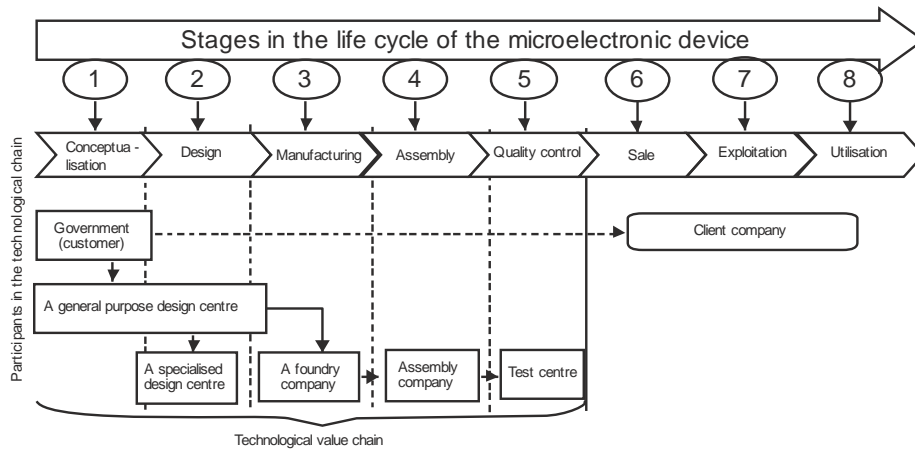 Stages in the life cycle of the microelectronic device
1 2 3 4 5 6 7 8
Conceptua -
lisation
Design
Manufacturing
Assembly
Quality control
Sale
Exploitation
Utilisation
Participants in the technological chain
Government
(customer)
Client company
A general purpose design centre
A specialised
design centre
A foundry
company
Assembly
company
Test centre
Technological value chain